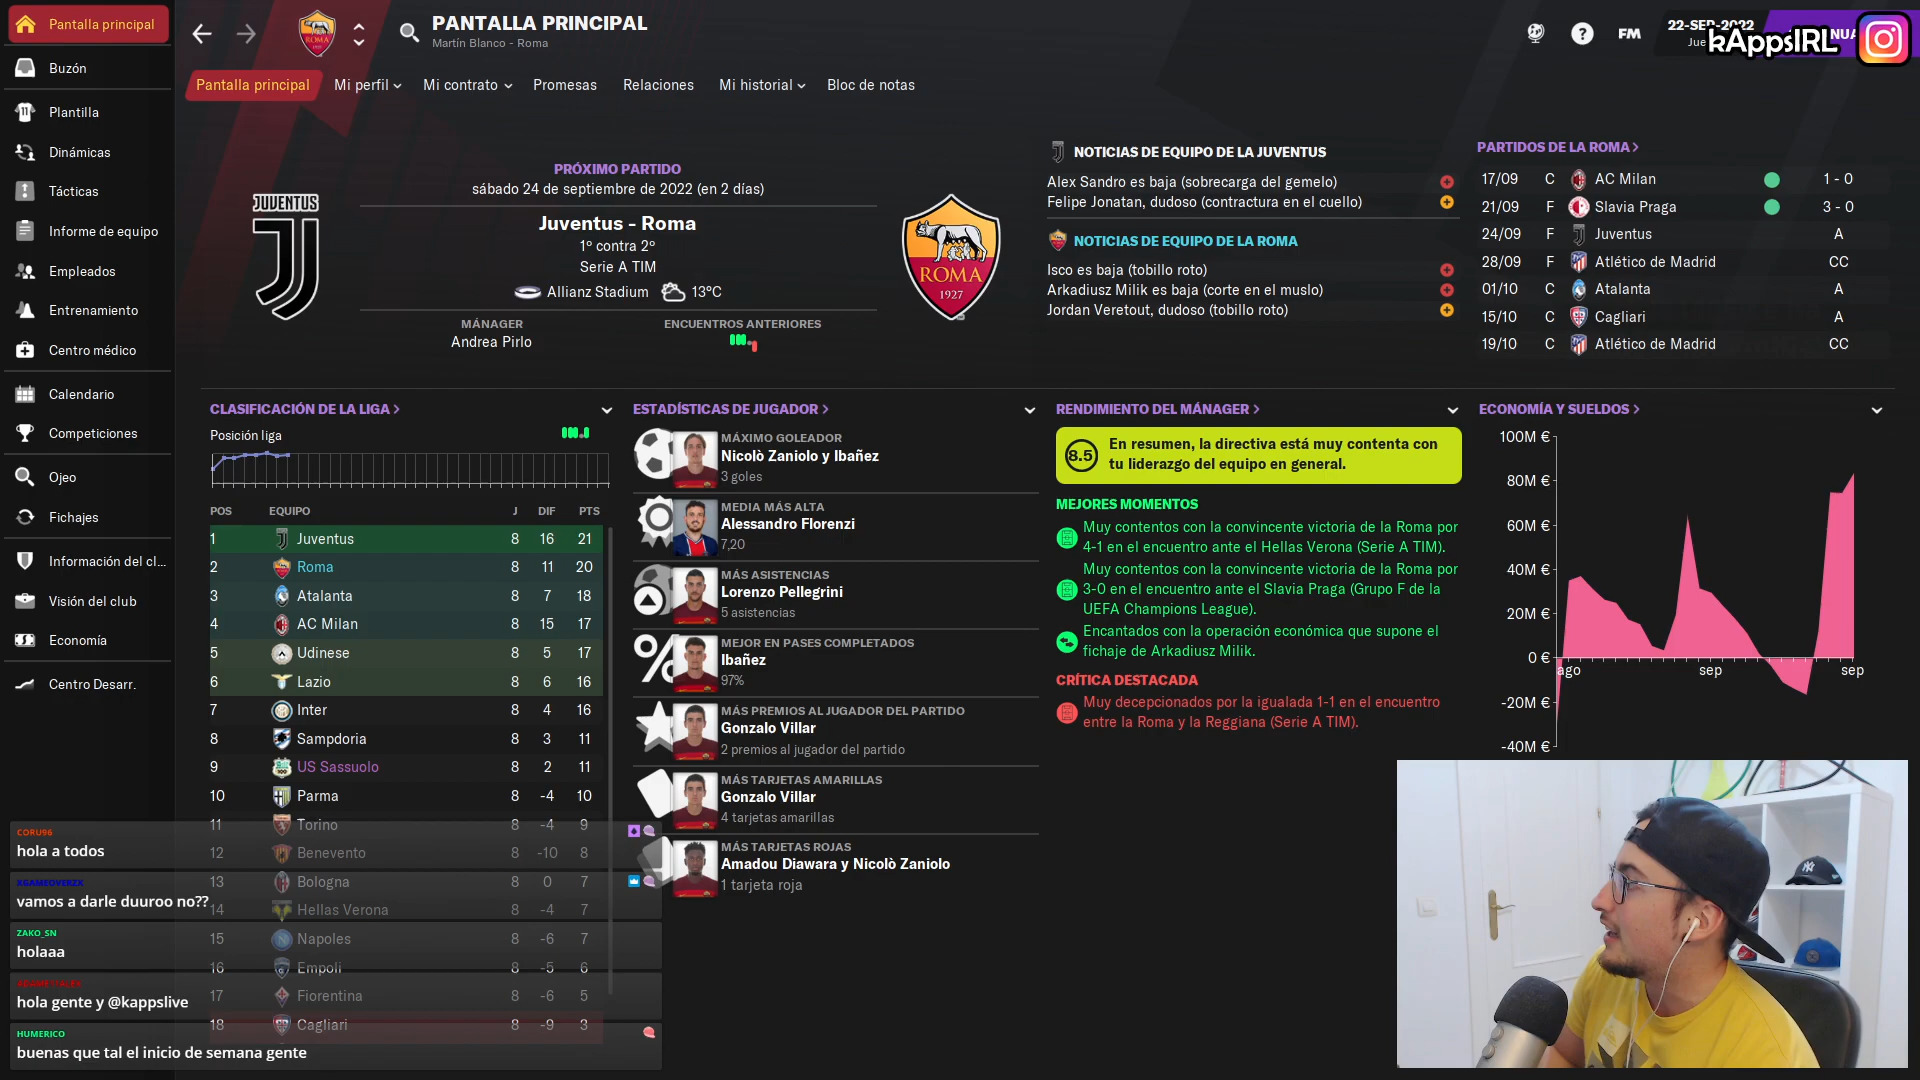 Pantalla principal
Buzón
Plantilla
Dinámicas
Tácticas
Informe de equipo
Empleados
Entrenamiento
Centro médico
Calendario
Competiciones
Ojeo
Fichajes
Información del cl...
Visión del club
Economía
Centro Desarr.
PANTALLA PRINCIPAL
Martín Blanco - Roma
FM
22-SEP-2022
Jue
kAppsIRL
Pantalla principal
Mi perfil
Mi contrato
Promesas
Relaciones
Mi historial
Bloc de notas
PRÓXIMO PARTIDO
sábado 24 de septiembre de 2022 (en 2 días)
Juventus - Roma
1º contra 2º
Serie A TIM
Allianz Stadium 13ºC
MÁNAGER
Andrea Pirlo
ENCUENTROS ANTERIORES
JUVENTUS
ROMA
1927
NOTICIAS DE EQUIPO DE LA JUVENTUS
Alex Sandro es baja (sobrecarga del gemelo)
Felipe Jonatan, dudoso (contractura en el cuello)
NOTICIAS DE EQUIPO DE LA ROMA
Isco es baja (tobillo roto)
Arkadiusz Milik es baja (corte en el muslo)
Jordan Veretout, dudoso (tobillo roto)
PARTIDOS DE LA ROMA
17/09 C AC Milan 1 - 0
21/09 F Slavia Praga 3 - 0
24/09 F Juventus A
28/09 F Atlético de Madrid CC
01/10 C Atalanta A
15/10 C Cagliari A
19/10 C Atlético de Madrid CC
CLASIFICACIÓN DE LA LIGA
Posición liga
POS EQUIPO J DIF PTS
1 Juventus 8 16 21
2 Roma 8 11 20
3 Atalanta 8 7 18
4 AC Milan 8 15 17
5 Udinese 8 5 17
6 Lazio 8 6 16
7 Inter 8 4 16
8 Sampdoria 8 3 11
9 US Sassuolo 8 2 11
10 Parma 8 -4 10
11 Torino 8 -4 9
12 Benevento 8 -10 8
13 Bologna 8 0 7
14 Hellas Verona 8 -4 7
15 Napoles 8 -6 7
16 Empoli 8 -5 6
17 Fiorentina 8 -6 5
18 Cagliari 8 -9 3
CORU96
hola a todos
XGAMEOVERZX
vamos a darle duuroo no??
ZAKO_SN
holaaa
hola gente y @kappslive
HUMERICO
buenas que tal el inicio de semana gente
ESTADÍSTICAS DE JUGADOR
MÁXIMO GOLEADOR
Nicolò Zaniolo y Ibañez
3 goles
MEDIA MÁS ALTA
Alessandro Florenzi
7,20
MÁS ASISTENCIAS
Lorenzo Pellegrini
5 asistencias
MEJOR EN PASES COMPLETADOS
Ibañez
97%
MÁS PREMIOS AL JUGADOR DEL PARTIDO
Gonzalo Villar
2 premios al jugador del partido
MÁS TARJETAS AMARILLAS
Gonzalo Villar
4 tarjetas amarillas
MÁS TARJETAS ROJAS
Amadou Diawara y Nicolò Zaniolo
1 tarjeta roja
RENDIMIENTO DEL MÁNAGER
8.5
En resumen, la directiva está muy contenta con
tu liderazgo del equipo en general.
MEJORES MOMENTOS
Muy contentos con la convincente victoria de la Roma por
4-1 en el encuentro ante el Hellas Verona (Serie A TIM).
Muy contentos con la convincente victoria de la Roma por
3-0 en el encuentro ante el Slavia Praga (Grupo F de la
UEFA Champions League).
Encantados con la operación económica que supone el
fichaje de Arkadiusz Milik.
CRÍTICA DESTACADA
Muy decepcionados por la igualada 1-1 en el encuentro
entre la Roma y la Reggiana (Serie A TIM).
ECONOMÍA Y SUELDOS
100M €
80M €
60M €
40M €
20M €
0 €
-20M €
-40M €
ago sep sep